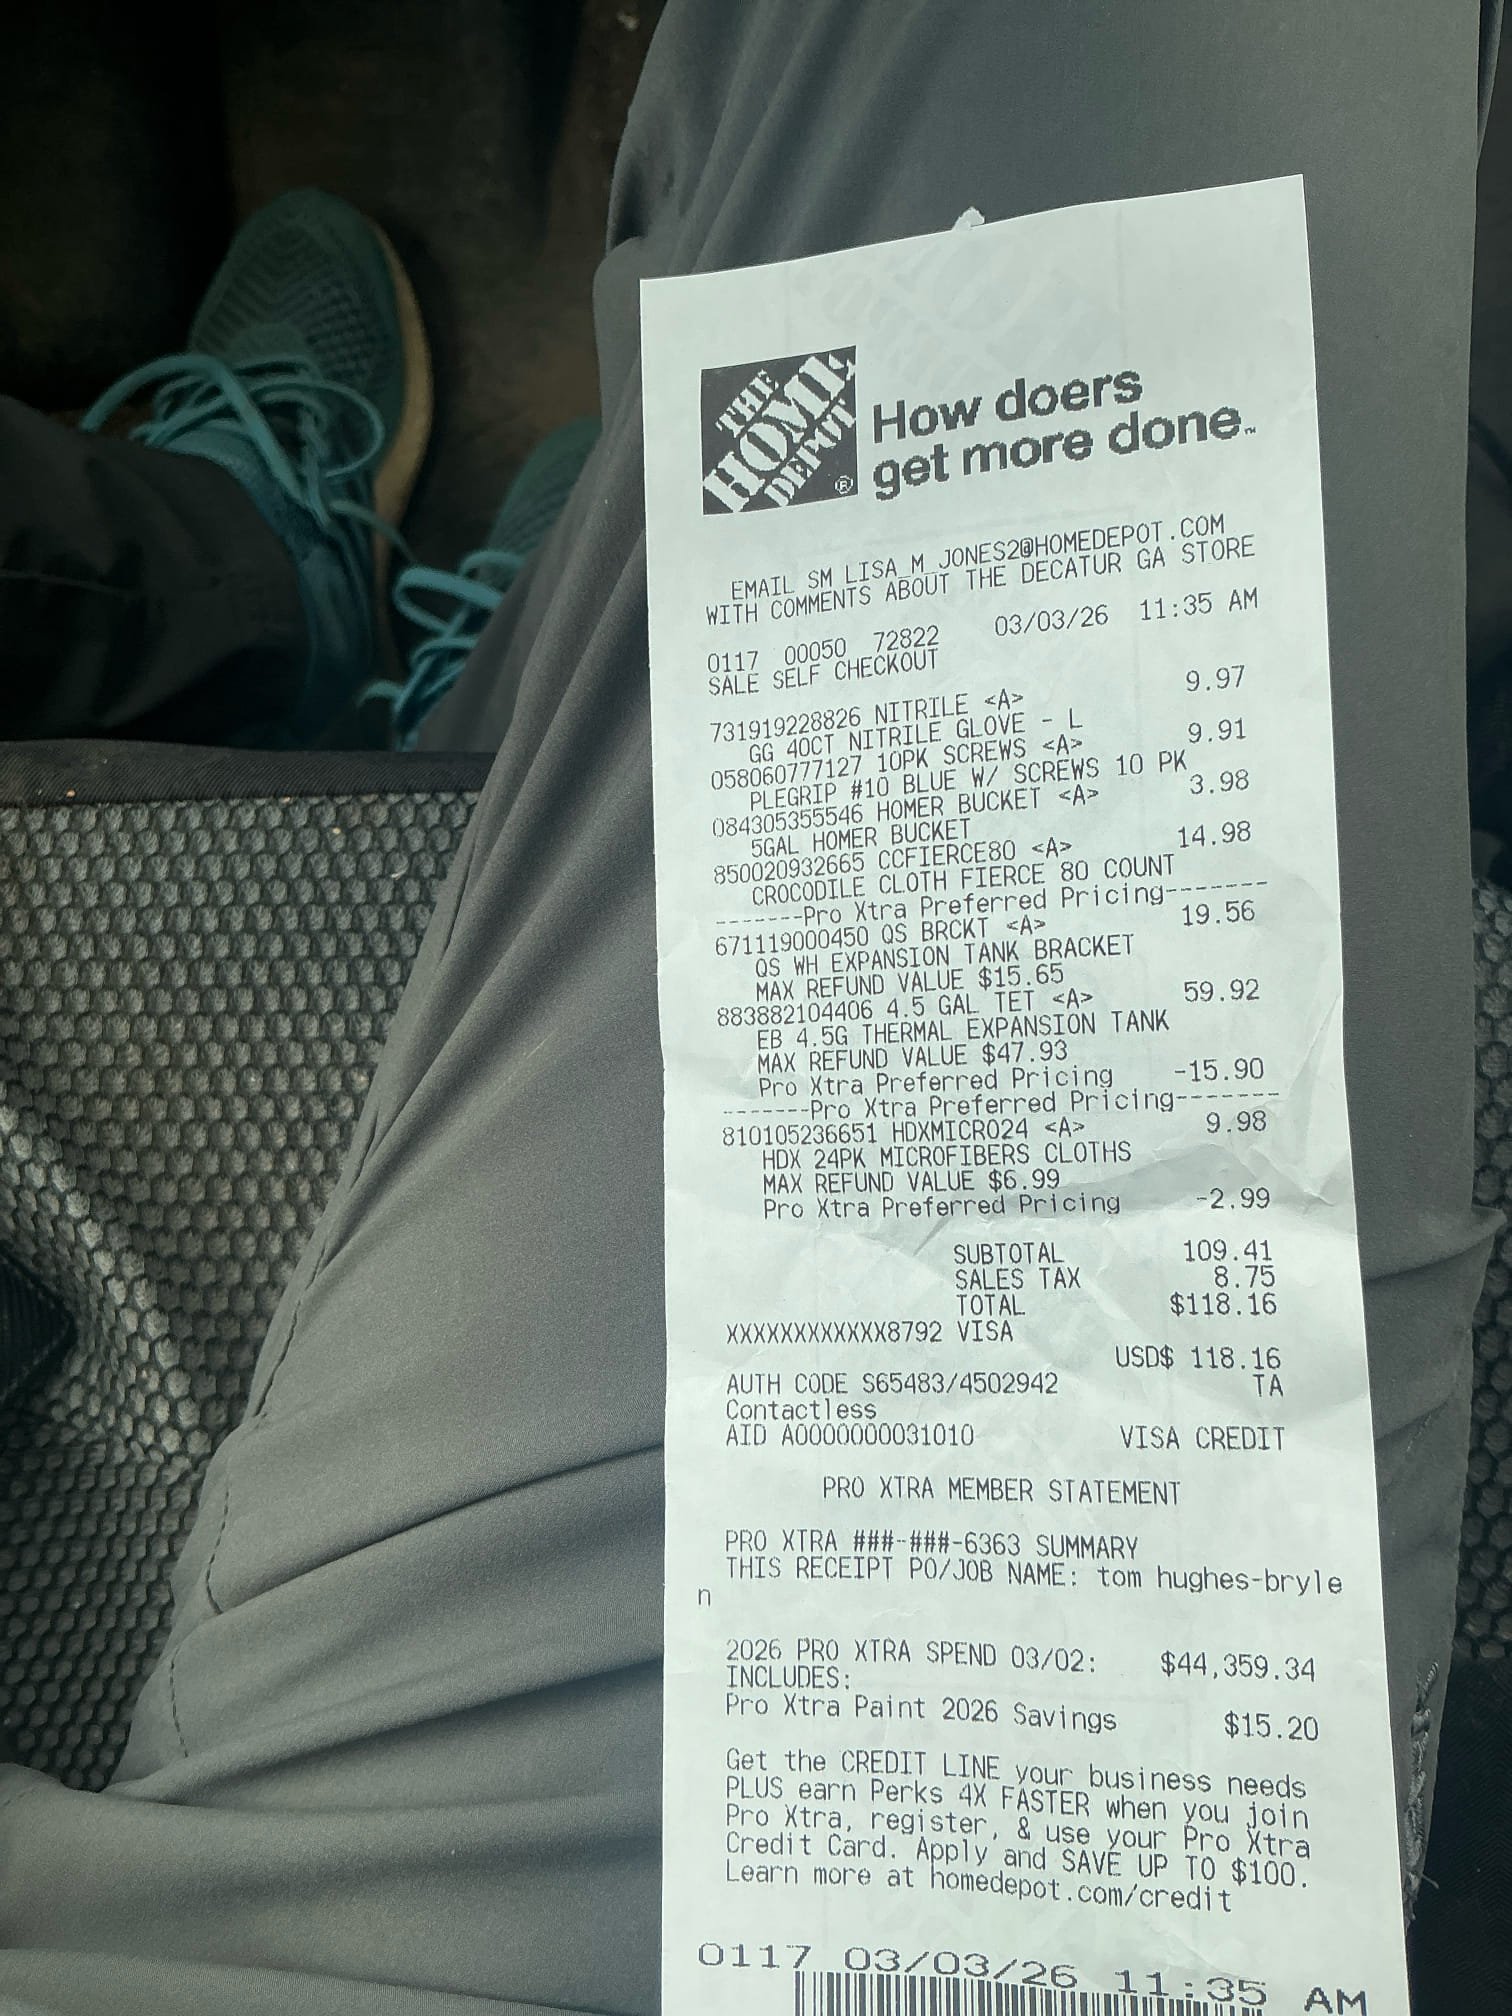 THE
HOME
DEPOT
®
How doers
get more done.™
EMAIL SM LISA_M_JONES2@HOMEDEPOT.COM
WITH COMMENTS ABOUT THE DECATUR GA STORE
0117 00050 72822 03/03/26 11:35 AM
SALE SELF CHECKOUT
731919228826 NITRILE <A> 9.97
GG 40CT NITRILE GLOVE - L
058060777127 10PK SCREWS <A> 9.91
PLEGRIP #10 BLUE W/ SCREWS 10 PK
084305355546 HOMER BUCKET <A> 3.98
5GAL HOMER BUCKET
850020932665 CCFIERCE80 <A> 14.98
CROCODILE CLOTH FIERCE 80 COUNT
-------Pro Xtra Preferred Pricing-------
671119000450 QS BRCKT <A> 19.56
QS WH EXPANSION TANK BRACKET
MAX REFUND VALUE $15.65
883882104406 4.5 GAL TET <A> 59.92
EB 4.5G THERMAL EXPANSION TANK
MAX REFUND VALUE $47.93
Pro Xtra Preferred Pricing -15.90
-------Pro Xtra Preferred Pricing-------
810105236651 HDXMICRO24 <A> 9.98
HDX 24PK MICROFIBERS CLOTHS
MAX REFUND VALUE $6.99
Pro Xtra Preferred Pricing -2.99
SUBTOTAL 109.41
SALES TAX 8.75
TOTAL $118.16
XXXXXXXXXXXX8792 VISA
USD$ 118.16
AUTH CODE S65483/4502942 TA
Contactless
AID A0000000031010 VISA CREDIT
PRO XTRA MEMBER STATEMENT
PRO XTRA ###-###-6363 SUMMARY
THIS RECEIPT PO/JOB NAME: tom hughes-bryle
n
2026 PRO XTRA SPEND 03/02: $44,359.34
INCLUDES:
Pro Xtra Paint 2026 Savings $15.20
Get the CREDIT LINE your business needs
PLUS earn Perks 4X FASTER when you join
Pro Xtra, register, & use your Pro Xtra
Credit Card. Apply and SAVE UP TO $100.
Learn more at homedepot.com/credit
0117 03/03/26 11:35 AM